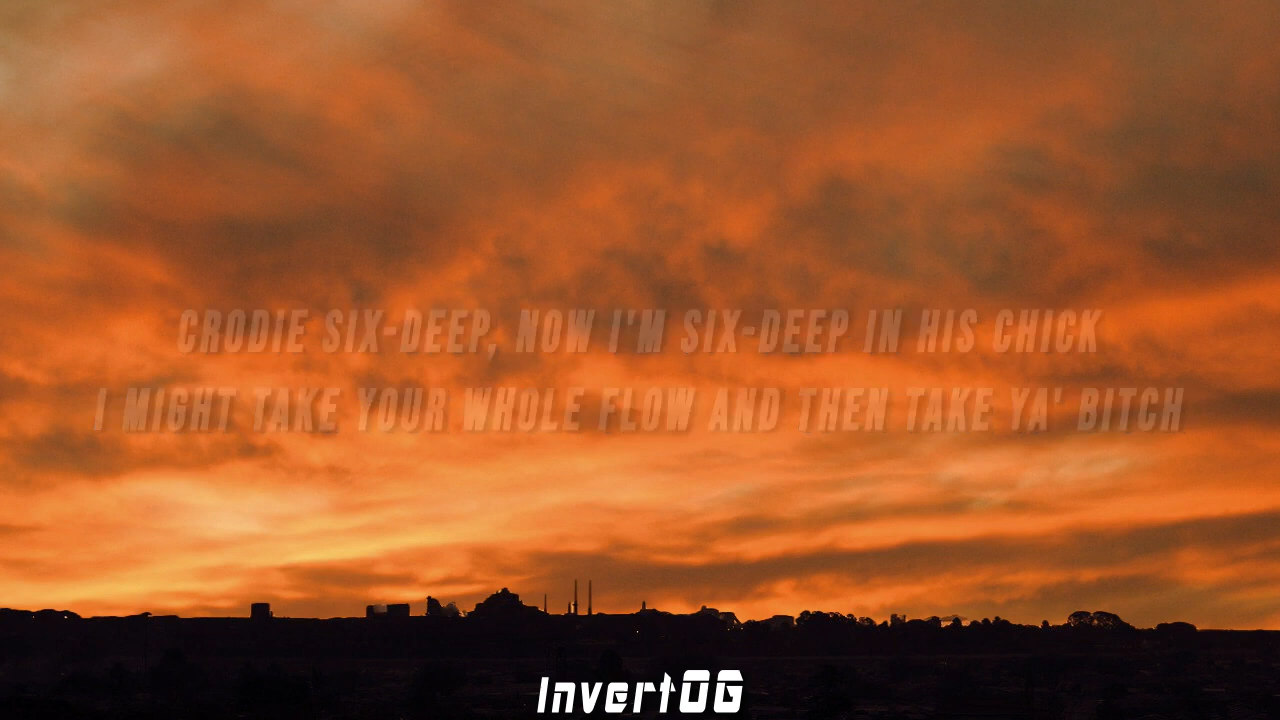 CRODIE SIX-DEEP, NOW I'M SIX-DEEP IN HIS CHICK
I MIGHT TAKE YOUR WHOLE FLOW AND THEN TAKE YA' BITCH
InvertOG